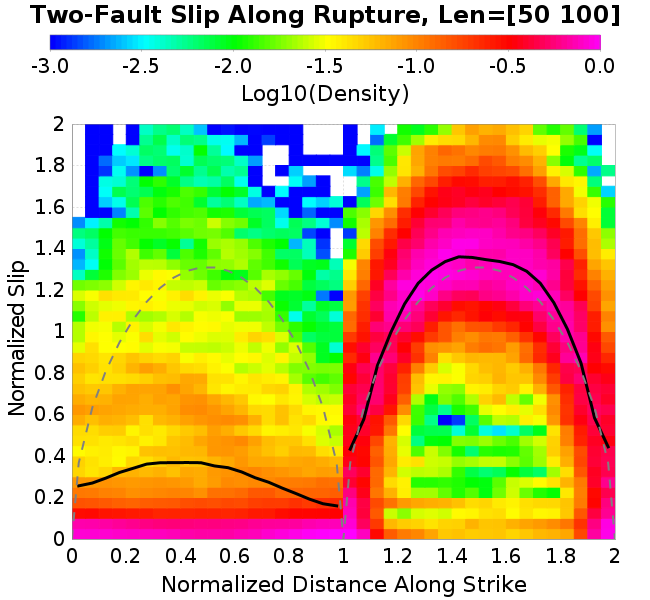 Two-Fault Slip Along Rupture, Len=[50 100]
-3.0 -2.5 -2.0 -1.5 -1.0 -0.5 0.0
Log10(Density)
2
1.8
1.6
1.4
1.2
1
0.8
0.6
0.4
0.2
0
Normalized Slip
0 0.2 0.4 0.6 0.8 1 1.2 1.4 1.6 1.8 2
Normalized Distance Along Strike